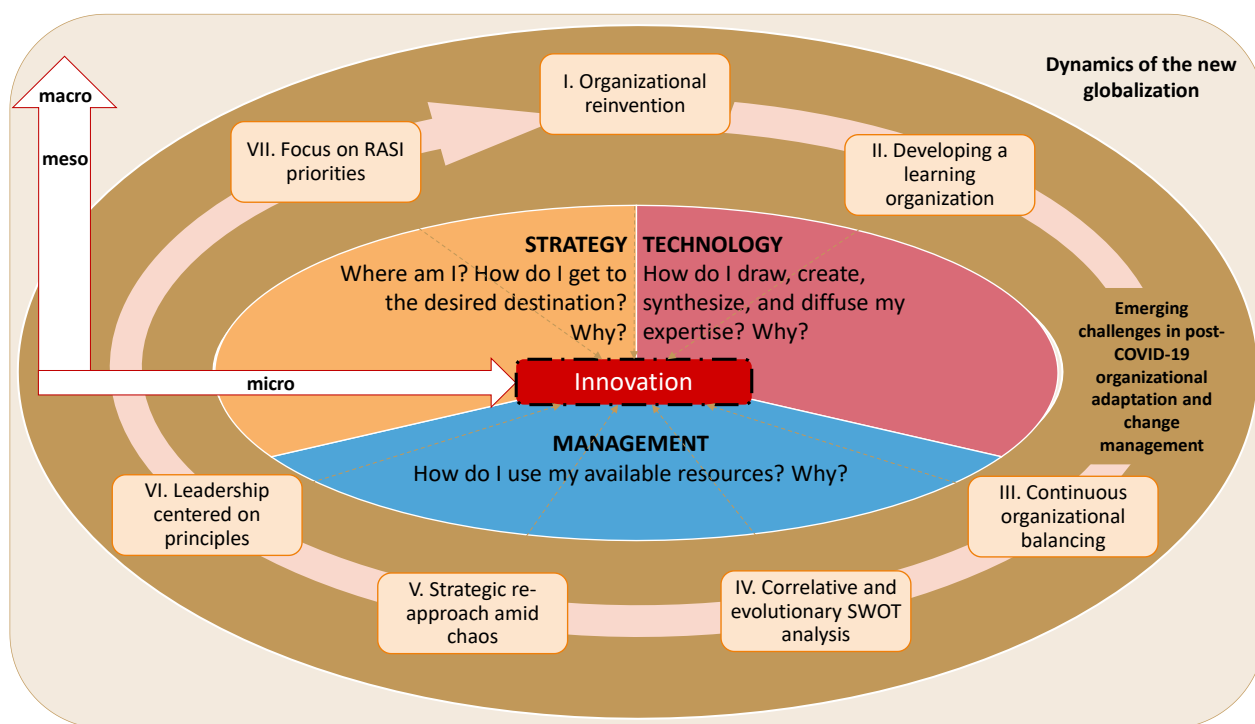 Dynamics of the new
globalization
macro
meso
micro
I. Organizational
reinvention
II. Developing a
learning
organization
Emerging
challenges in post-
COVID-19
organizational
adaptation and
change
management
III. Continuous
organizational
balancing
IV. Correlative and
evolutionary SWOT
analysis
V. Strategic re-
approach amid
chaos
VI. Leadership
centered on
principles
VII. Focus on RASI
priorities
STRATEGY
Where am I? How do I get to
the desired destination?
Why?
TECHNOLOGY
How do I draw, create,
synthesize, and diffuse my
expertise? Why?
Innovation
MANAGEMENT
How do I use my available resources? Why?